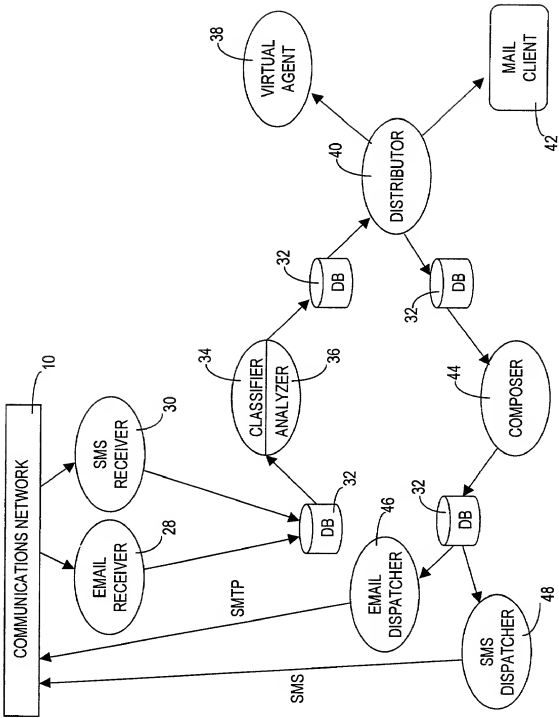 COMMUNICATIONS NETWORK
10
EMAIL
RECEIVER
28
SMS
RECEIVER
30
DB
32
CLASSIFIER
34
ANALYZER
36
DB
32
DISTRIBUTOR
40
VIRTUAL
AGENT
38
MAIL
CLIENT
42
DB
32
COMPOSER
44
DB
32
EMAIL
DISPATCHER
46
SMS
DISPATCHER
48
SMTP
SMS